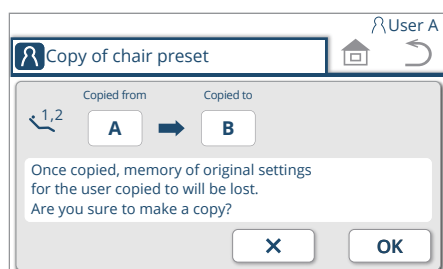 User A
Copy of chair preset
Copied from Copied to
1,2
A B
Once copied, memory of original settings
for the user copied to will be lost.
Are you sure to make a copy?
OK